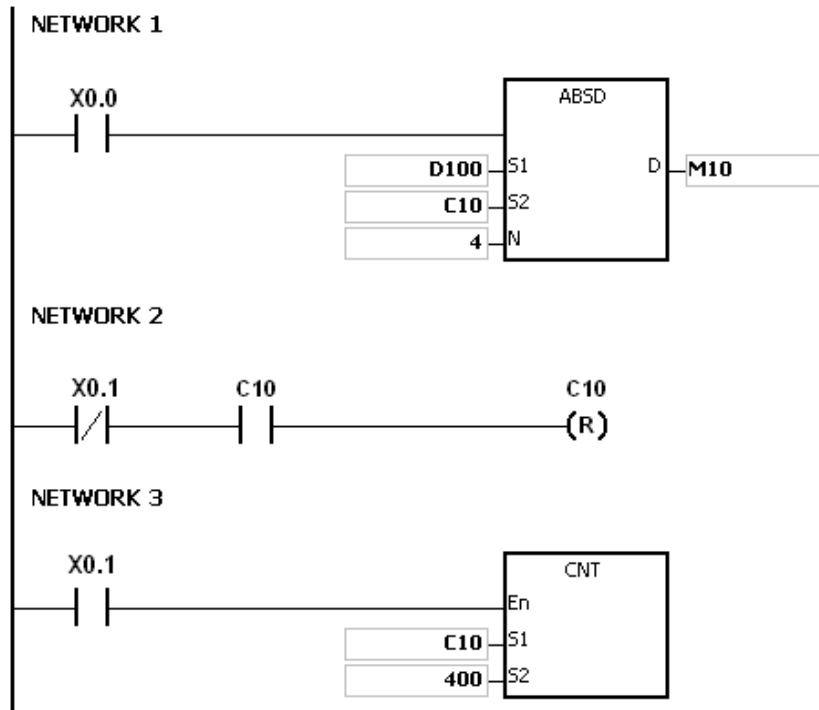 NETWORK 1
X0.0
ABSD
D100 S1 D M10
C10 S2
4 N
NETWORK 2
X0.1 C10 C10
(R)
NETWORK 3
X0.1
CNT
En
C10 S1
400 S2